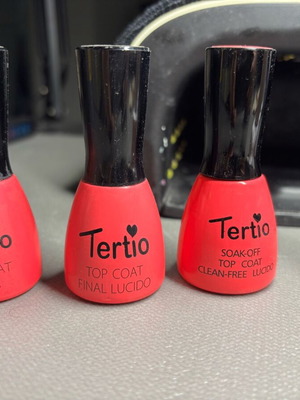 Tertio
TOP COAT
FINAL LUCIDO
Tertio
SOAK-OFF
TOP COAT
CLEAN-FREE LUCIDO